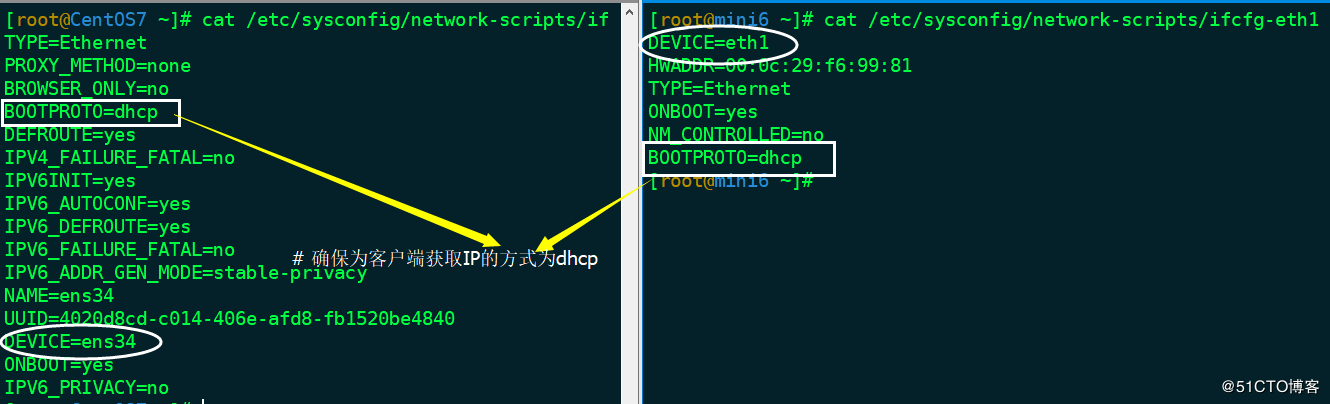 [root@CentOS7 ~]# cat /etc/sysconfig/network-scripts/if
TYPE=Ethernet
PROXY_METHOD=none
BROWSER_ONLY=no
BOOTPROTO=dhcp
DEFROUTE=yes
IPV4_FAILURE_FATAL=no
IPV6INIT=yes
IPV6_AUTOCONF=yes
IPV6_DEFROUTE=yes
IPV6_FAILURE_FATAL=no
IPV6_ADDR_GEN_MODE=stable-privacy
NAME=ens34
UUID=4020d8cd-c014-406e-afd8-fb1520be4840
DEVICE=ens34
ONBOOT=yes
IPV6_PRIVACY=no
# 确保为客户端获取IP的方式为dhcp
[root@mini6 ~]# cat /etc/sysconfig/network-scripts/ifcfg-eth1
DEVICE=eth1
HWADDR=00:0c:29:f6:99:81
TYPE=Ethernet
ONBOOT=yes
NM_CONTROLLED=no
BOOTPROTO=dhcp
[root@mini6 ~]#
@51CTO博客